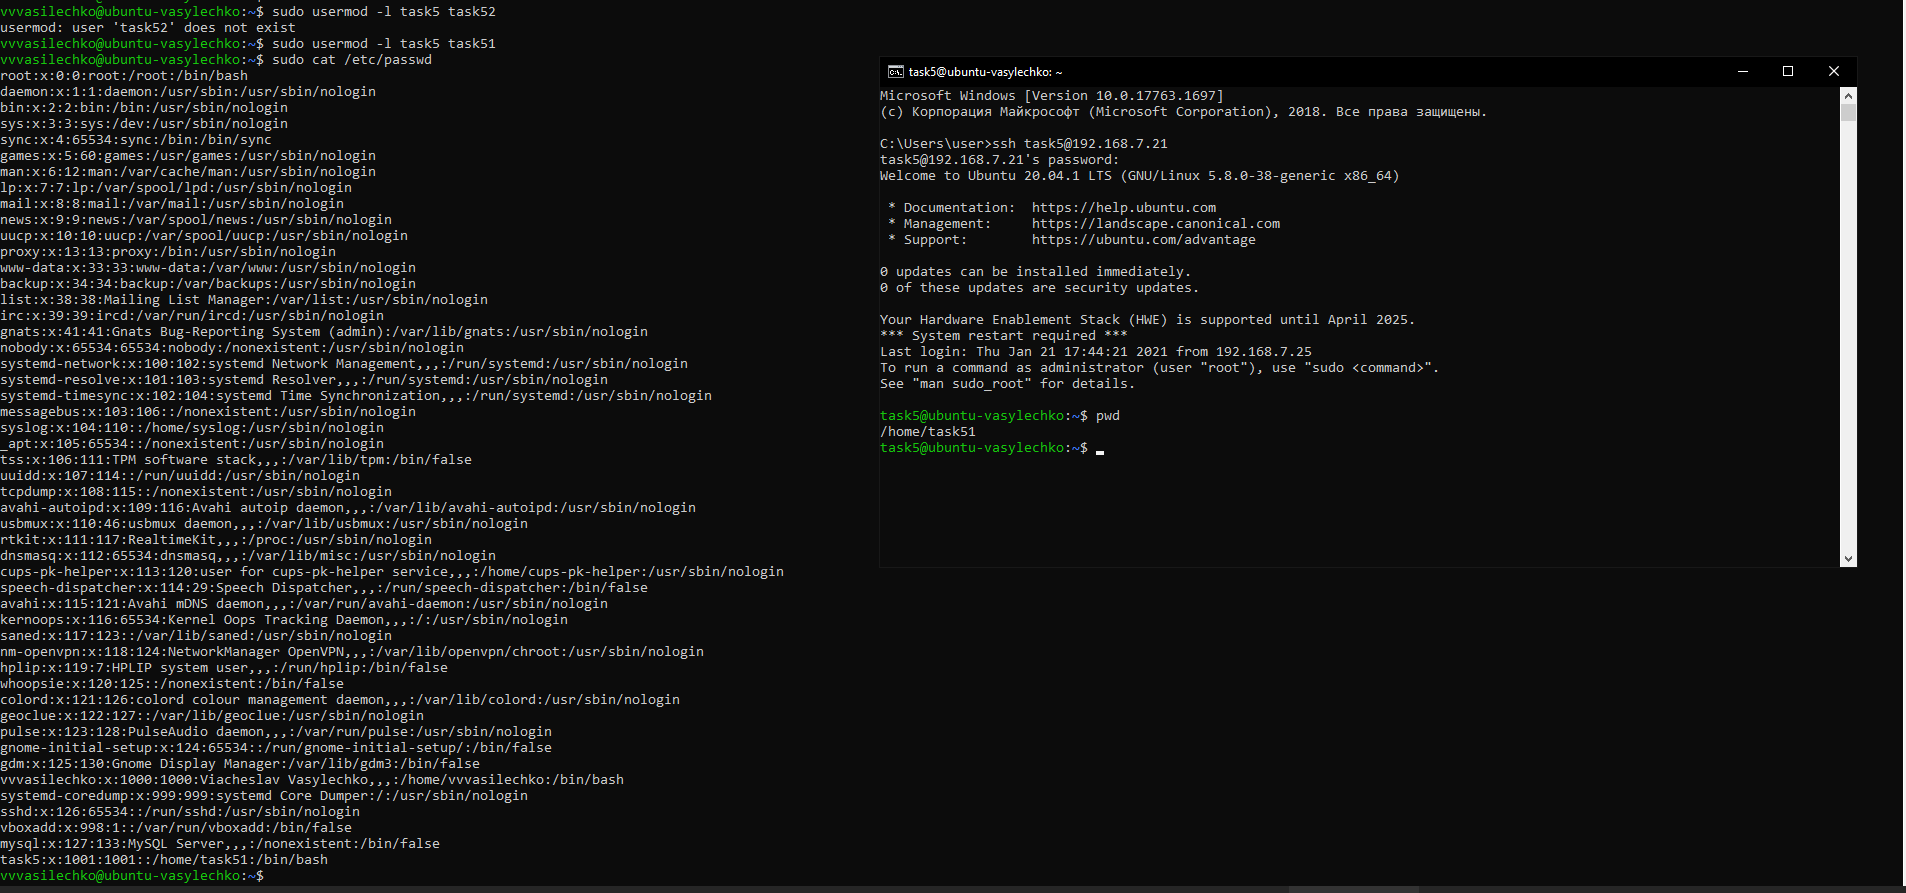 vvvasilechko@ubuntu-vasylechko:~$ sudo usermod -l task5 task52
usermod: user 'task52' does not exist
vvvasilechko@ubuntu-vasylechko:~$ sudo usermod -l task5 task51
vvvasilechko@ubuntu-vasylechko:~$ sudo cat /etc/passwd
root:x:0:0:root:/root:/bin/bash
daemon:x:1:1:daemon:/usr/sbin:/usr/sbin/nologin
bin:x:2:2:bin:/bin:/usr/sbin/nologin
sys:x:3:3:sys:/dev:/usr/sbin/nologin
sync:x:4:65534:sync:/bin:/bin/sync
games:x:5:60:games:/usr/games:/usr/sbin/nologin
man:x:6:12:man:/var/cache/man:/usr/sbin/nologin
lp:x:7:7:lp:/var/spool/lpd:/usr/sbin/nologin
mail:x:8:8:mail:/var/mail:/usr/sbin/nologin
news:x:9:9:news:/var/spool/news:/usr/sbin/nologin
uucp:x:10:10:uucp:/var/spool/uucp:/usr/sbin/nologin
proxy:x:13:13:proxy:/bin:/usr/sbin/nologin
www-data:x:33:33:www-data:/var/www:/usr/sbin/nologin
backup:x:34:34:backup:/var/backups:/usr/sbin/nologin
list:x:38:38:Mailing List Manager:/var/list:/usr/sbin/nologin
irc:x:39:39:ircd:/var/run/ircd:/usr/sbin/nologin
gnats:x:41:41:Gnats Bug-Reporting System (admin):/var/lib/gnats:/usr/sbin/nologin
nobody:x:65534:65534:nobody:/nonexistent:/usr/sbin/nologin
systemd-network:x:100:102:systemd Network Management,,,:/run/systemd:/usr/sbin/nologin
systemd-resolve:x:101:103:systemd Resolver,,,:/run/systemd:/usr/sbin/nologin
systemd-timesync:x:102:104:systemd Time Synchronization,,,:/run/systemd:/usr/sbin/nologin
messagebus:x:103:106::/nonexistent:/usr/sbin/nologin
syslog:x:104:110::/home/syslog:/usr/sbin/nologin
_apt:x:105:65534::/nonexistent:/usr/sbin/nologin
tss:x:106:111:TPM software stack,,,:/var/lib/tpm:/bin/false
uuidd:x:107:114::/run/uuidd:/usr/sbin/nologin
tcpdump:x:108:115::/nonexistent:/usr/sbin/nologin
avahi-autoipd:x:109:116:Avahi autoip daemon,,,:/var/lib/avahi-autoipd:/usr/sbin/nologin
usbmux:x:110:46:usbmux daemon,,,:/var/lib/usbmux:/usr/sbin/nologin
rtkit:x:111:117:RealtimeKit,,,:/proc:/usr/sbin/nologin
dnsmasq:x:112:65534:dnsmasq,,,:/var/lib/misc:/usr/sbin/nologin
cups-pk-helper:x:113:120:user for cups-pk-helper service,,,:/home/cups-pk-helper:/usr/sbin/nologin
speech-dispatcher:x:114:29:Speech Dispatcher,,,:/run/speech-dispatcher:/bin/false
avahi:x:115:121:Avahi mDNS daemon,,,:/var/run/avahi-daemon:/usr/sbin/nologin
kernoops:x:116:65534:Kernel Oops Tracking Daemon,,,:/:/usr/sbin/nologin
saned:x:117:123::/var/lib/saned:/usr/sbin/nologin
nm-openvpn:x:118:124:NetworkManager OpenVPN,,,:/var/lib/openvpn/chroot:/usr/sbin/nologin
hplip:x:119:7:HPLIP system user,,,:/run/hplip:/bin/false
whoopsie:x:120:125::/nonexistent:/bin/false
colord:x:121:126:colord colour management daemon,,,:/var/lib/colord:/usr/sbin/nologin
geoclue:x:122:127::/var/lib/geoclue:/usr/sbin/nologin
pulse:x:123:128:PulseAudio daemon,,,:/var/run/pulse:/usr/sbin/nologin
gnome-initial-setup:x:124:65534::/run/gnome-initial-setup/:/bin/false
gdm:x:125:130:Gnome Display Manager:/var/lib/gdm3:/bin/false
vvvasilechko:x:1000:1000:Viacheslav Vasylechko,,,:/home/vvvasilechko:/bin/bash
systemd-coredump:x:999:999:systemd Core Dumper:/:/usr/sbin/nologin
sshd:x:126:65534::/run/sshd:/usr/sbin/nologin
vboxadd:x:998:1::/var/run/vboxadd:/bin/false
mysql:x:127:133:MySQL Server,,,:/nonexistent:/bin/false
task5:x:1001:1001::/home/task51:/bin/bash
vvvasilechko@ubuntu-vasylechko:~$
task5@ubuntu-vasylechko: ~
Microsoft Windows [Version 10.0.17763.1697]
(c) Корпорация Майкрософт (Microsoft Corporation), 2018. Все права защищены.
C:\Users\user>ssh task5@192.168.7.21
task5@192.168.7.21's password:
Welcome to Ubuntu 20.04.1 LTS (GNU/Linux 5.8.0-38-generic x86_64)
* Documentation:  https://help.ubuntu.com
* Management:     https://landscape.canonical.com
* Support:        https://ubuntu.com/advantage
0 updates can be installed immediately.
0 of these updates are security updates.
Your Hardware Enablement Stack (HWE) is supported until April 2025.
*** System restart required ***
Last login: Thu Jan 21 17:44:21 2021 from 192.168.7.25
To run a command as administrator (user "root"), use "sudo <command>".
See "man sudo_root" for details.
task5@ubuntu-vasylechko:~$ pwd
/home/task51
task5@ubuntu-vasylechko:~$